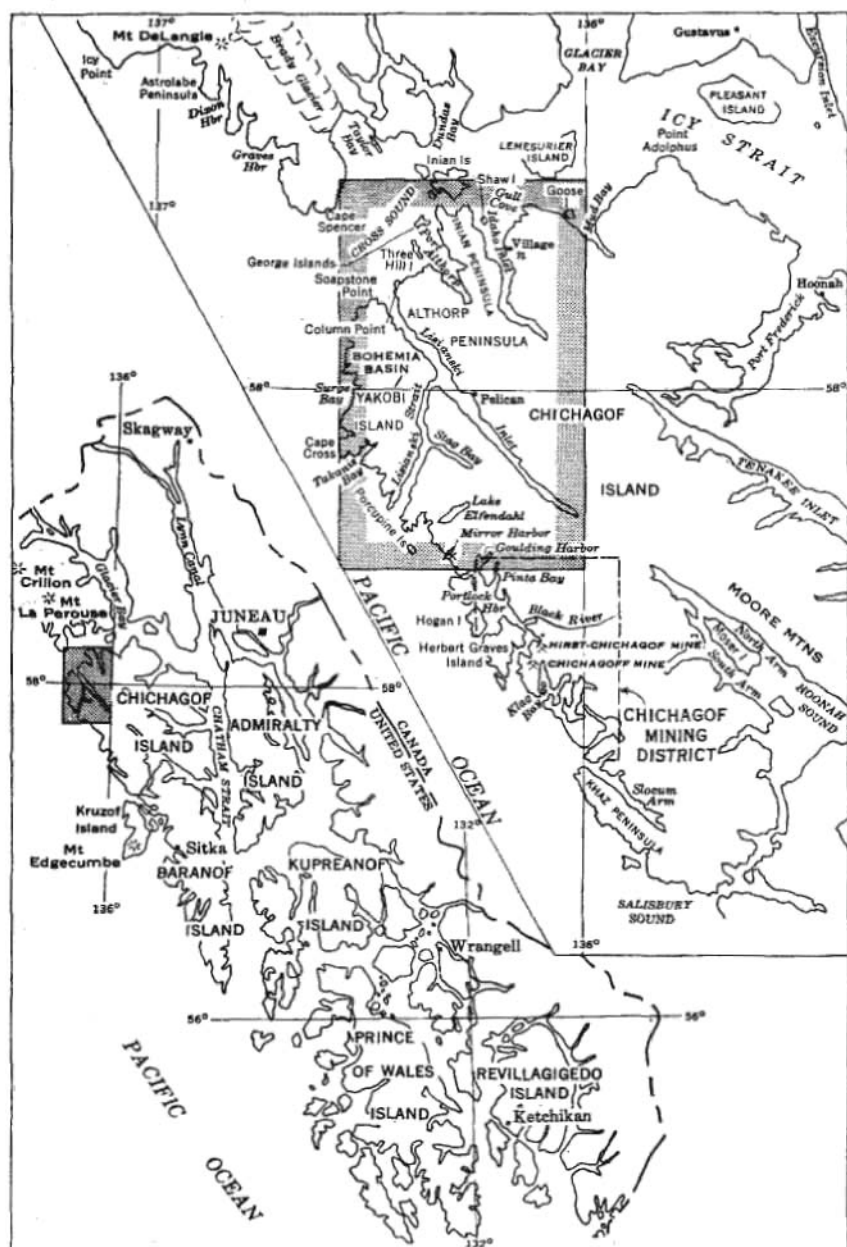 137°
Mt DeLangle
Icy
Point
Astrolabe
Peninsula
Dixon
Hbr
Graves
Hbr
Brady Glacier
Taylor
Bay
Dundas
Bay
136°
GLACIER
BAY
Gustavus
Excursion Inlet
PLEASANT
ISLAND
ICY STRAIT
Point
Adolphus
LEMESURIER
ISLAND
Inian Is
Shaw I
Gull
Cove
Goose
Mud Bay
137°
Cape
Spencer
CROSS SOUND
George Islands
Port
Althorp
INIAN PENINSULA
Idaho Inlet
Village
Three
Hill I
Soapstone
Point
ALTHORP
PENINSULA
Hoonah
Port Frederick
Column Point
Lisianski
Inlet
BOHEMIA
BASIN
58°
58°
Surge
Bay
YAKOBI
ISLAND
Pelican
CHICHAGOF
ISLAND
Cape
Cross
Takanis
Bay
Lisianski Strait
Stag Bay
TENAKEE INLET
Porcupine Is
Lake
Elfendahl
Mirror Harbor
Goulding Harbor
Pinta Bay
Portlock
Hbr
Hogan I
Black River
Herbert Graves
Island
HIRST-CHICHAGOF MINE
CHICHAGOFF MINE
Klag
Bay
MOORE MTNS
North Arm
Moser I
South Arm
HOONAH
SOUND
CHICHAGOF
MINING
DISTRICT
Slocum
Arm
KHAZ PENINSULA
SALISBURY
SOUND
136°
PACIFIC
OCEAN
136°
Skagway
Lynn Canal
Mt
Crillon
Mt
La Perouse
Glacier Bay
JUNEAU
58°
58°
CHICHAGOF
ISLAND
CHATHAM STRAIT
ADMIRALTY
ISLAND
CANADA
UNITED STATES
Kruzof
Island
Mt
Edgecumbe
Sitka
BARANOF
ISLAND
136°
132°
KUPREANOF
ISLAND
Wrangell
56°
56°
PRINCE
OF WALES
ISLAND
REVILLAGIGEDO
ISLAND
Ketchikan
PACIFIC
OCEAN
132°